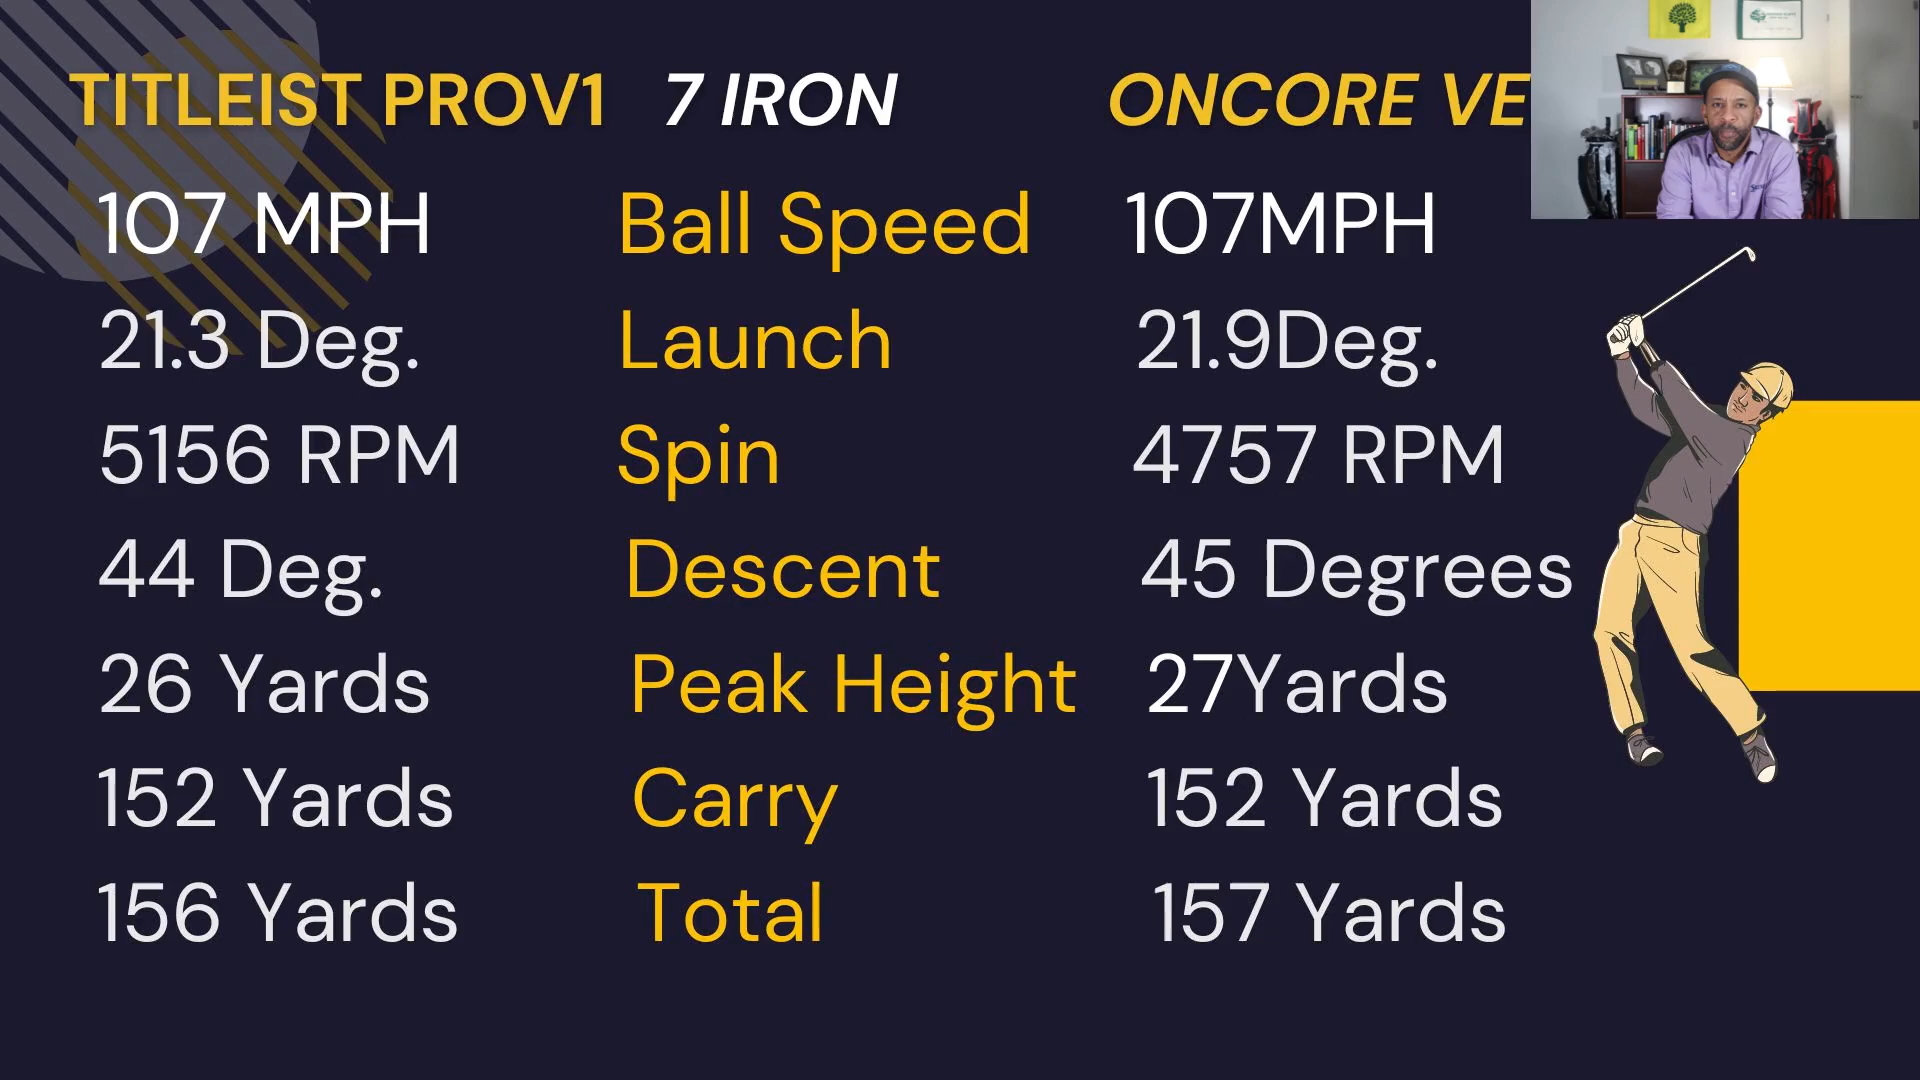 TITLEIST PROV1 7 IRON ONCORE VE
107 MPH Ball Speed 107MPH
21.3 Deg. Launch 21.9Deg.
5156 RPM Spin 4757 RPM
44 Deg. Descent 45 Degrees
26 Yards Peak Height 27Yards
152 Yards Carry 152 Yards
156 Yards Total 157 Yards